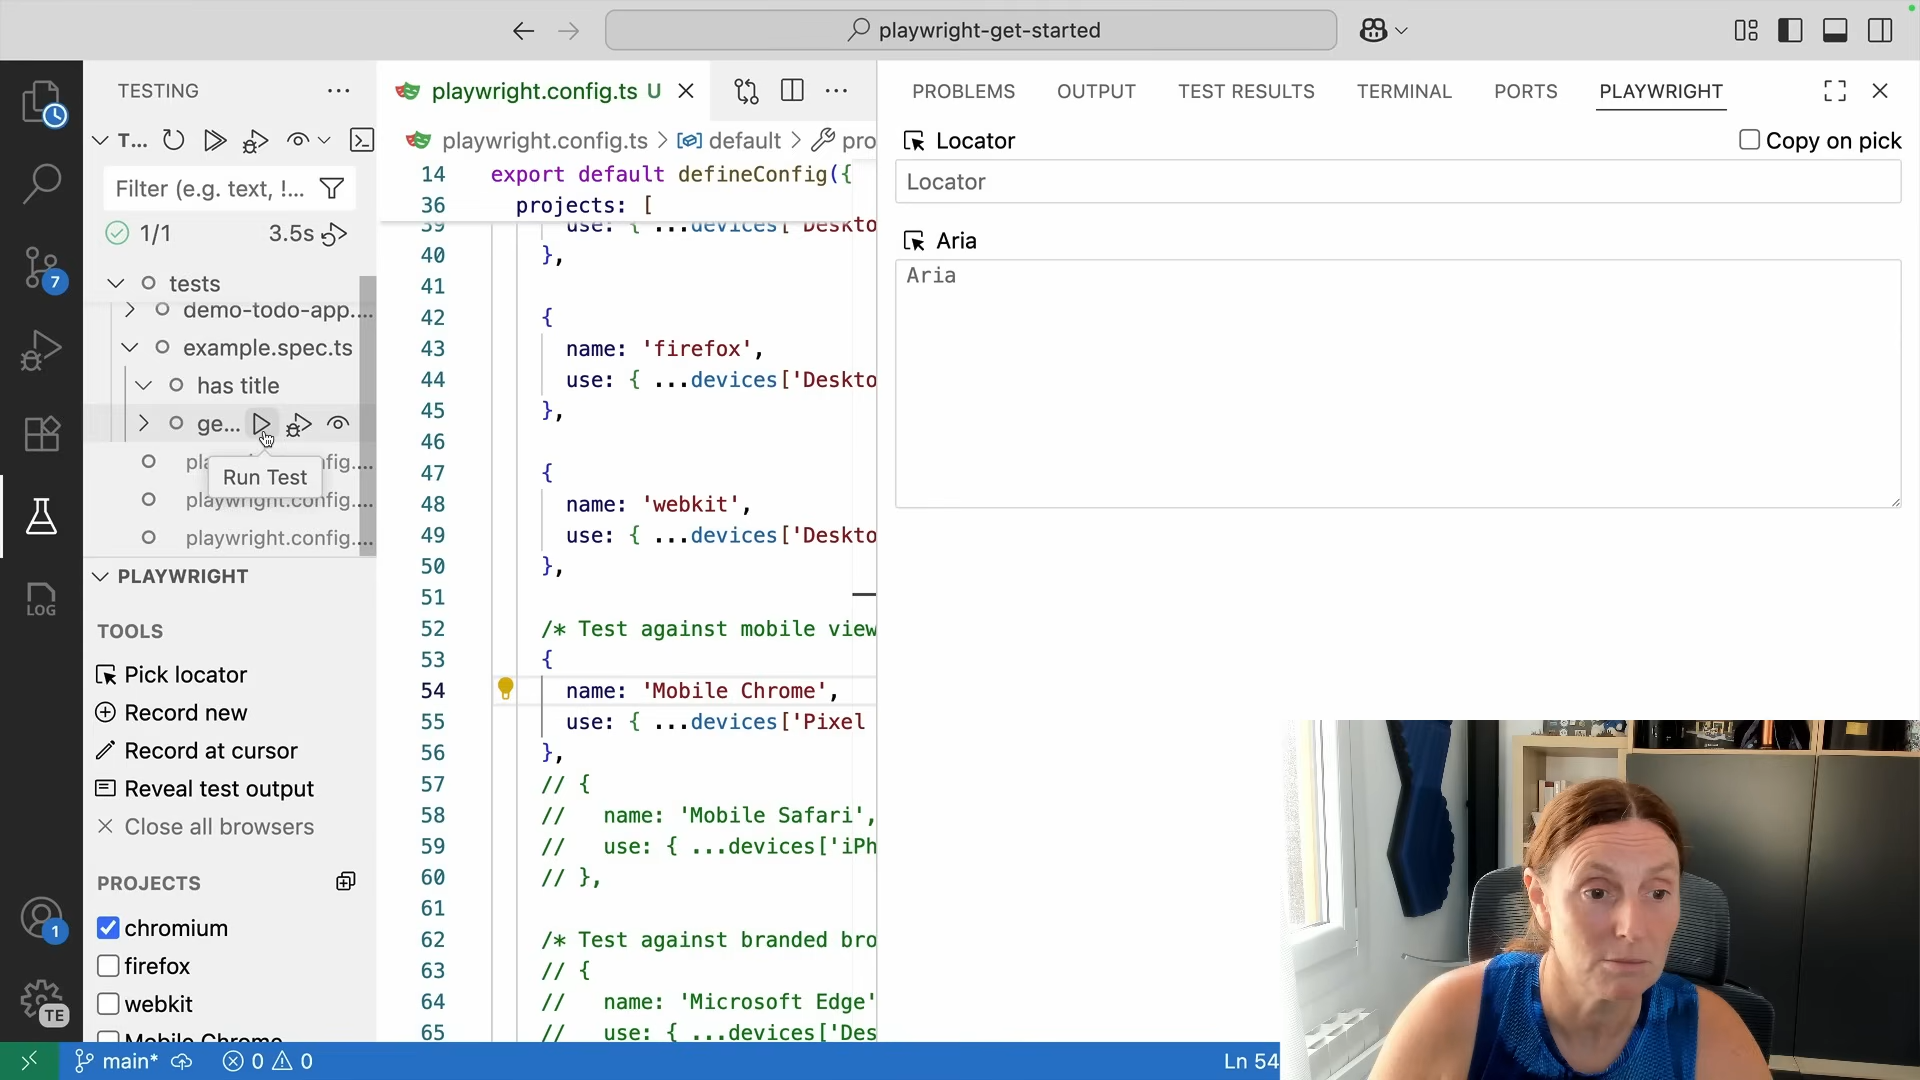 playwright-get-started
TESTING
T...
Filter (e.g. text, !...
1/1
3.5s
tests
demo-todo-app....
example.spec.ts
has title
ge...
Run Test
playwright.config....
playwright.config....
PLAYWRIGHT
TOOLS
Pick locator
Record new
Record at cursor
Reveal test output
Close all browsers
PROJECTS
chromium
firefox
webkit
Mobile Chrome
7
LOG
1
TE
playwright.config.ts U
playwright.config.ts > default > pro
14 export default defineConfig({
36 projects: [
39 use: { ...devices['Deskto
40 },
41
42 {
43 name: 'firefox',
44 use: { ...devices['Deskto
45 },
46
47 {
48 name: 'webkit',
49 use: { ...devices['Deskto
50 },
51
52 /* Test against mobile view
53 {
54 name: 'Mobile Chrome',
55 use: { ...devices['Pixel
56 },
57 // {
58 // name: 'Mobile Safari',
59 // use: { ...devices['iPh
60 // },
61
62 /* Test against branded bro
63 // {
64 // name: 'Microsoft Edge'
65 // use: { ...devices['Des
PROBLEMS OUTPUT TEST RESULTS TERMINAL PORTS PLAYWRIGHT
Locator
Copy on pick
Locator
Aria
Aria
main* 0 0
Ln 54